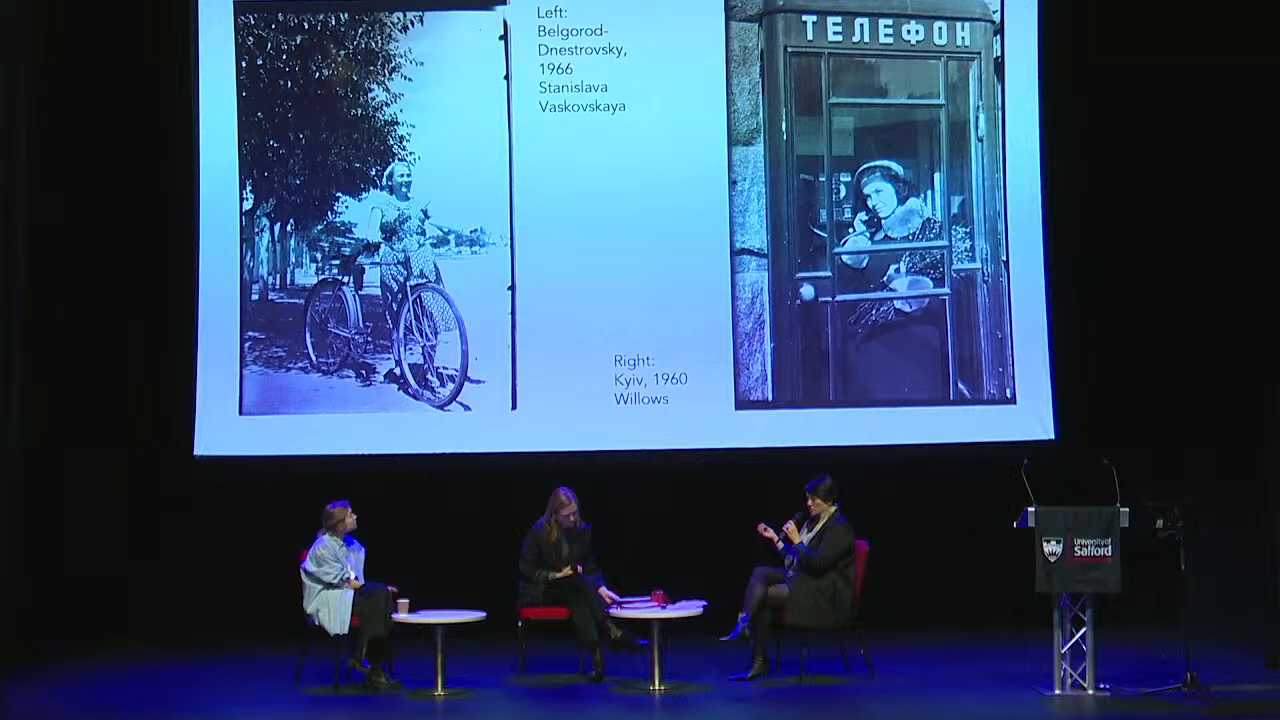 Left:
Belgorod-
Dnestrovsky,
1966
Stanislava
Vaskovskaya
ТЕЛЕФОН
Right:
Kyiv, 1960
Willows
University of
Salford